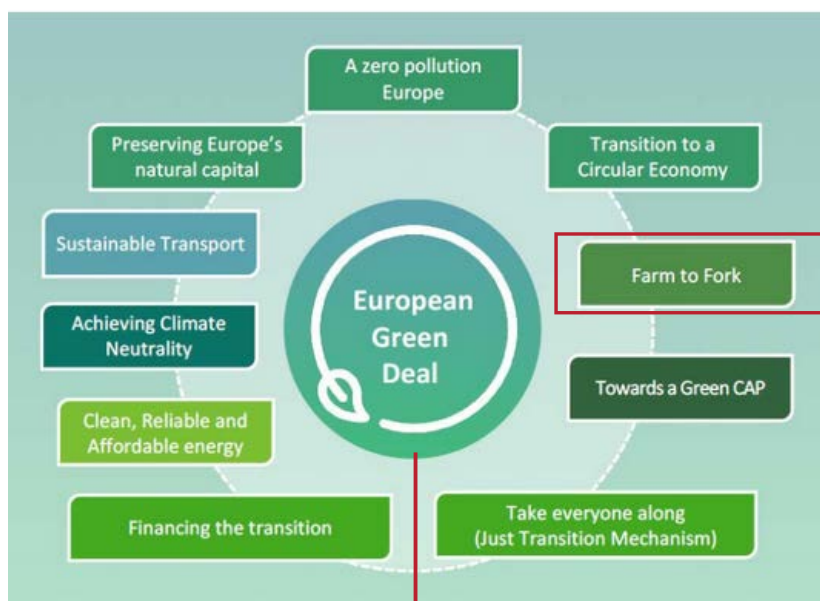 A zero pollution
Europe
Preserving Europe's
natural capital
Transition to a
Circular Economy
Sustainable Transport
Farm to Fork
European
Green
Deal
Achieving Climate
Neutrality
Towards a Green CAP
Clean, Reliable and
Affordable energy
Financing the transition
Take everyone along
(Just Transition Mechanism)